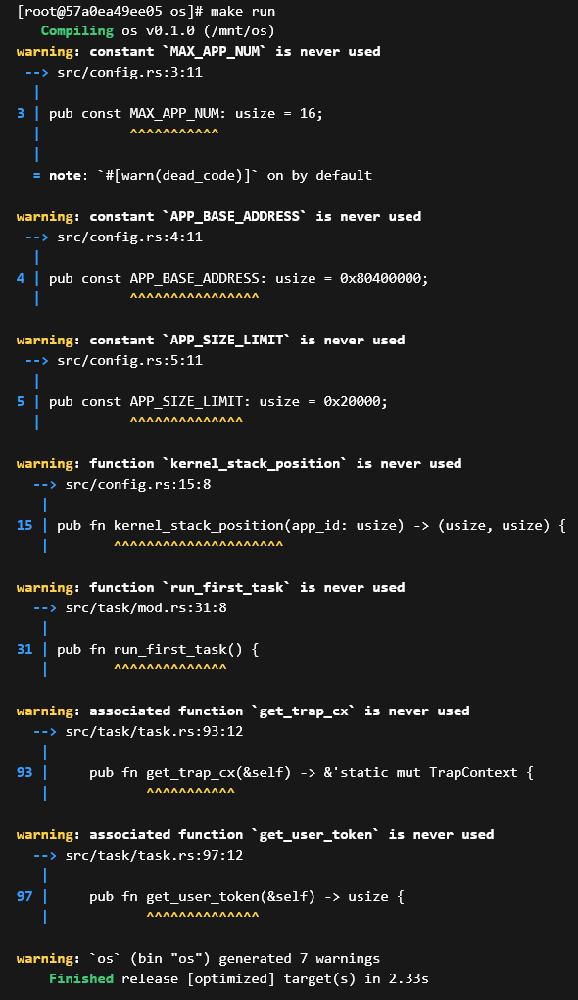 [root@57a0ea49ee05 os]# make run
   Compiling os v0.1.0 (/mnt/os)
warning: constant `MAX_APP_NUM` is never used
 --> src/config.rs:3:11
  |
3 | pub const MAX_APP_NUM: usize = 16;
  |           ^^^^^^^^^^^
  |
  = note: `#[warn(dead_code)]` on by default

warning: constant `APP_BASE_ADDRESS` is never used
 --> src/config.rs:4:11
  |
4 | pub const APP_BASE_ADDRESS: usize = 0x80400000;
  |           ^^^^^^^^^^^^^^^^

warning: constant `APP_SIZE_LIMIT` is never used
 --> src/config.rs:5:11
  |
5 | pub const APP_SIZE_LIMIT: usize = 0x20000;
  |           ^^^^^^^^^^^^^^

warning: function `kernel_stack_position` is never used
  --> src/config.rs:15:8
   |
15 | pub fn kernel_stack_position(app_id: usize) -> (usize, usize) {
   |        ^^^^^^^^^^^^^^^^^^^^^

warning: function `run_first_task` is never used
  --> src/task/mod.rs:31:8
   |
31 | pub fn run_first_task() {
   |        ^^^^^^^^^^^^^^

warning: associated function `get_trap_cx` is never used
  --> src/task/task.rs:93:12
   |
93 |     pub fn get_trap_cx(&self) -> &'static mut TrapContext {
   |            ^^^^^^^^^^^

warning: associated function `get_user_token` is never used
  --> src/task/task.rs:97:12
   |
97 |     pub fn get_user_token(&self) -> usize {
   |            ^^^^^^^^^^^^^^

warning: `os` (bin "os") generated 7 warnings
    Finished release [optimized] target(s) in 2.33s